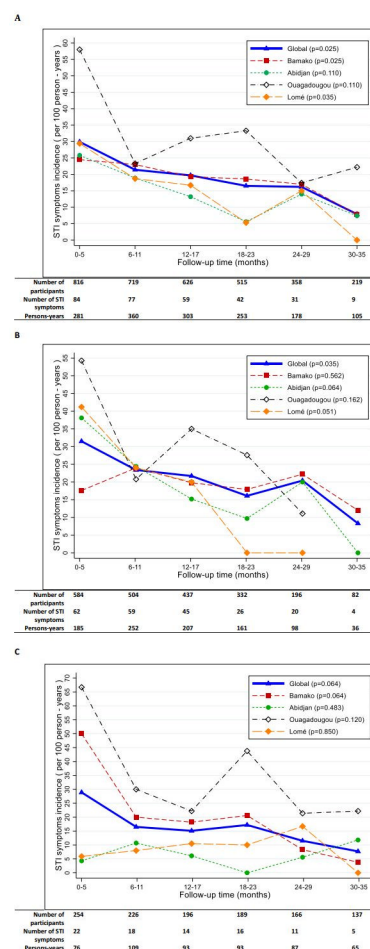 A
STI symptoms incidence ( per 100 person - years )
60
55
50
45
40
35
30
25
20
15
10
5
0
Global (p=0.025)
Bamako (p=0.025)
Abidjan (p=0.110)
Ouagadougou (p=0.110)
Lomé (p=0.035)
0-5 6-11 12-17 18-23 24-29 30-35
Follow-up time (months)
Number of participants 816 719 626 515 358 219
Number of STI symptoms 84 77 59 42 31 9
Persons-years 281 360 303 253 178 105
B
STI symptoms incidence ( per 100 person - years )
55
50
45
40
35
30
25
20
15
10
5
0
Global (p=0.035)
Bamako (p=0.562)
Abidjan (p=0.064)
Ouagadougou (p=0.162)
Lomé (p=0.051)
0-5 6-11 12-17 18-23 24-29 30-35
Follow-up time (months)
Number of participants 584 504 437 332 196 82
Number of STI symptoms 62 59 45 26 20 4
Persons-years 185 252 207 161 98 36
C
STI symptoms incidence ( per 100 person - years )
70
65
60
55
50
45
40
35
30
25
20
15
10
5
0
Global (p=0.064)
Bamako (p=0.064)
Abidjan (p=0.483)
Ouagadougou (p=0.120)
Lomé (p=0.850)
0-5 6-11 12-17 18-23 24-29 30-35
Follow-up time (months)
Number of participants 254 226 196 189 166 137
Number of STI symptoms 22 18 14 16 11 5
Persons-years 76 109 93 93 87 65